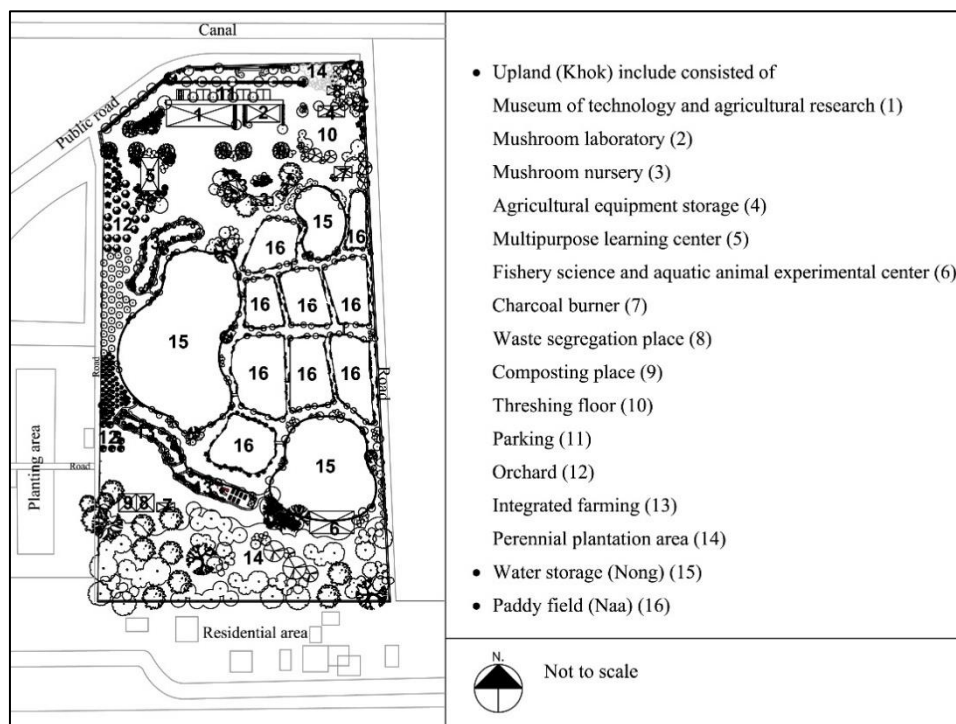 Canal
Public road
14
11
8
1
2
4
10
5
7
3
12
15
16
16
13
16
16
16
15
Road
16
16
16
Road
12
16
15
Road
Planting area
13
9 8 7
6
14
Residential area
• Upland (Khok) include consisted of
Museum of technology and agricultural research (1)
Mushroom laboratory (2)
Mushroom nursery (3)
Agricultural equipment storage (4)
Multipurpose learning center (5)
Fishery science and aquatic animal experimental center (6)
Charcoal burner (7)
Waste segregation place (8)
Composting place (9)
Threshing floor (10)
Parking (11)
Orchard (12)
Integrated farming (13)
Perennial plantation area (14)
• Water storage (Nong) (15)
• Paddy field (Naa) (16)
N.
Not to scale